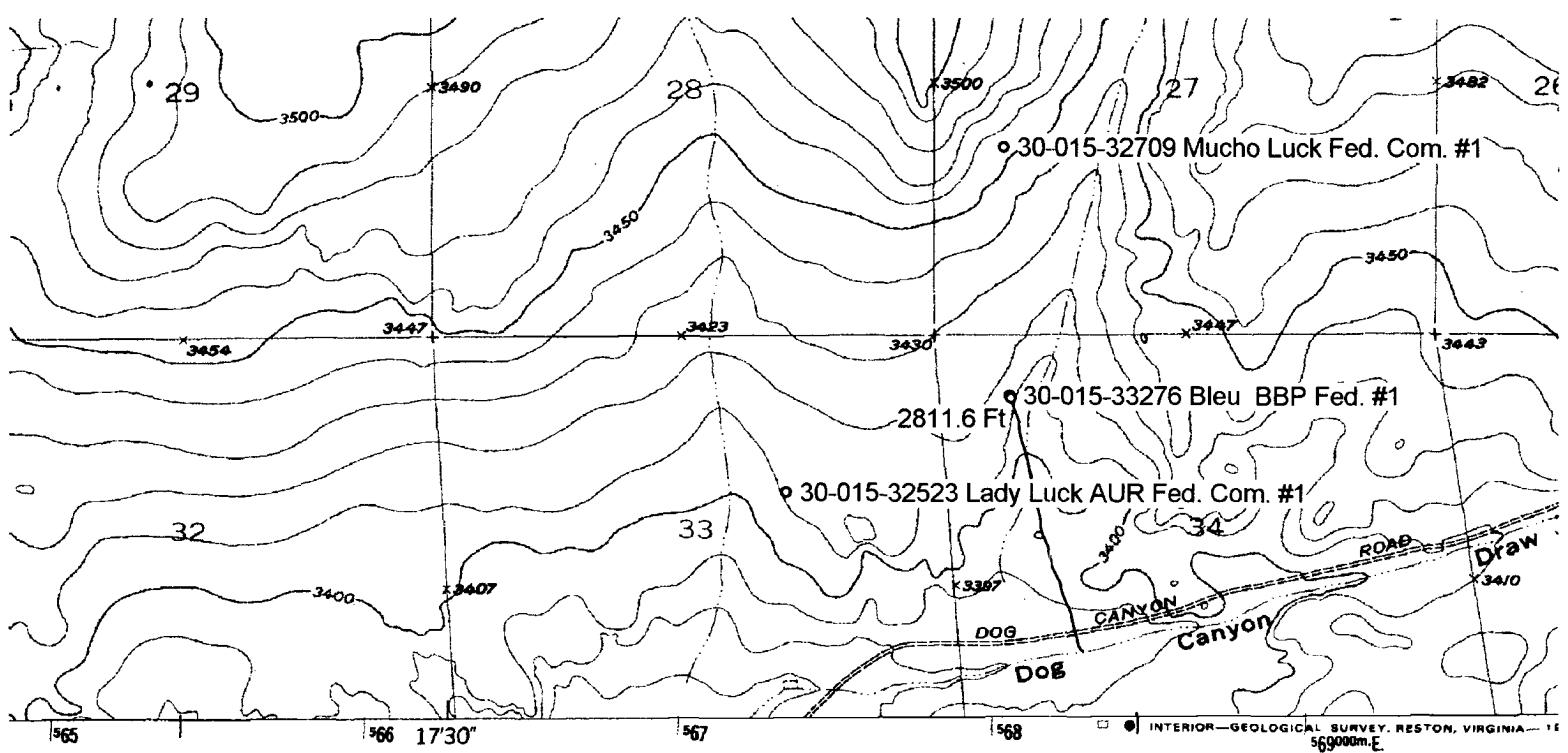 29
3490
28
3500
27
3482
26
3500
30-015-32709 Mucho Luck Fed. Com. #1
3450
3450
3447
3423
3430
3447
3443
3454
30-015-33276 Bleu BBP Fed. #1
2811.6 Ft
30-015-32523 Lady Luck AUR Fed. Com. #1
32
33
34
3400
ROAD
Draw
3407
3400
3397
3410
CANYON
DOG
Canyon
Dog
565
566
17'30"
567
568
INTERIOR—GEOLOGICAL SURVEY. RESTON, VIRGINIA—
569000m.E.